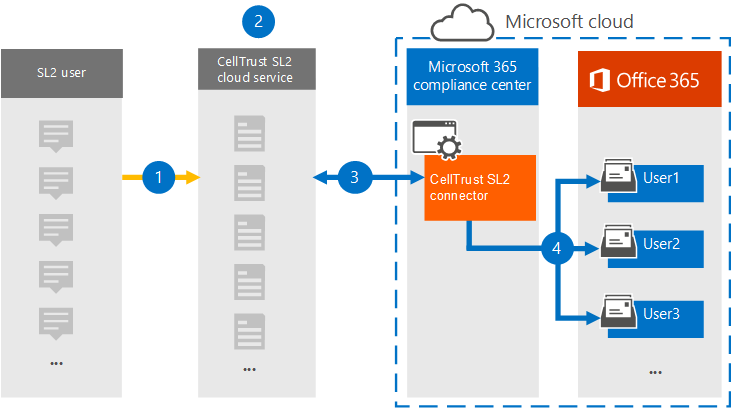 2
Microsoft cloud
SL2 user
CellTrust SL2
cloud service
Microsoft 365
compliance center
Office 365
1
3
CellTrust SL2
connector
4
User1
User2
User3
...
...
...